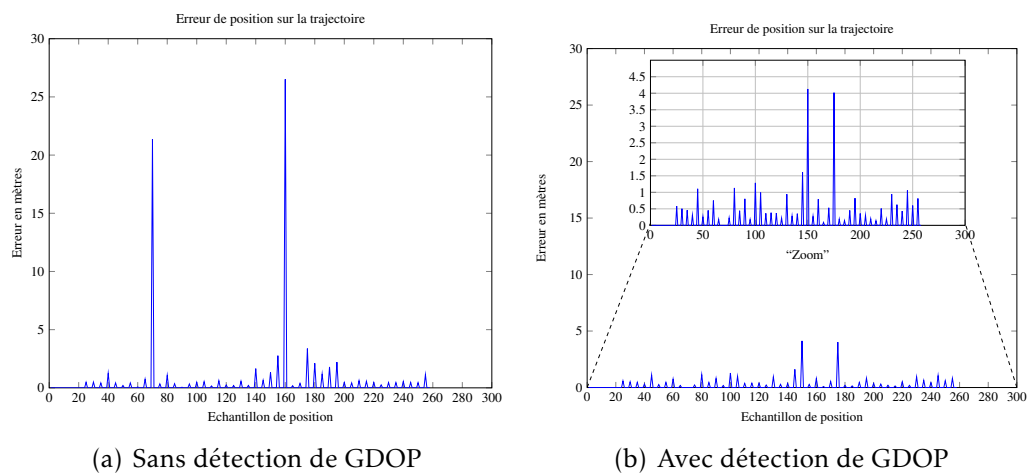 Erreur de position sur la trajectoire
30
25
20
15
10
5
0
Erreur en mètres
0 20 40 60 80 100 120 140 160 180 200 220 240 260 280 300
Echantillon de position
(a) Sans détection de GDOP
Erreur de position sur la trajectoire
30
25
20
15
10
5
0
Erreur en mètres
4.5
4
3.5
3
2.5
2
1.5
1
0.5
0
0 50 100 150 200 250 300
“Zoom”
0 20 40 60 80 100 120 140 160 180 200 220 240 260 280 300
Echantillon de position
(b) Avec détection de GDOP